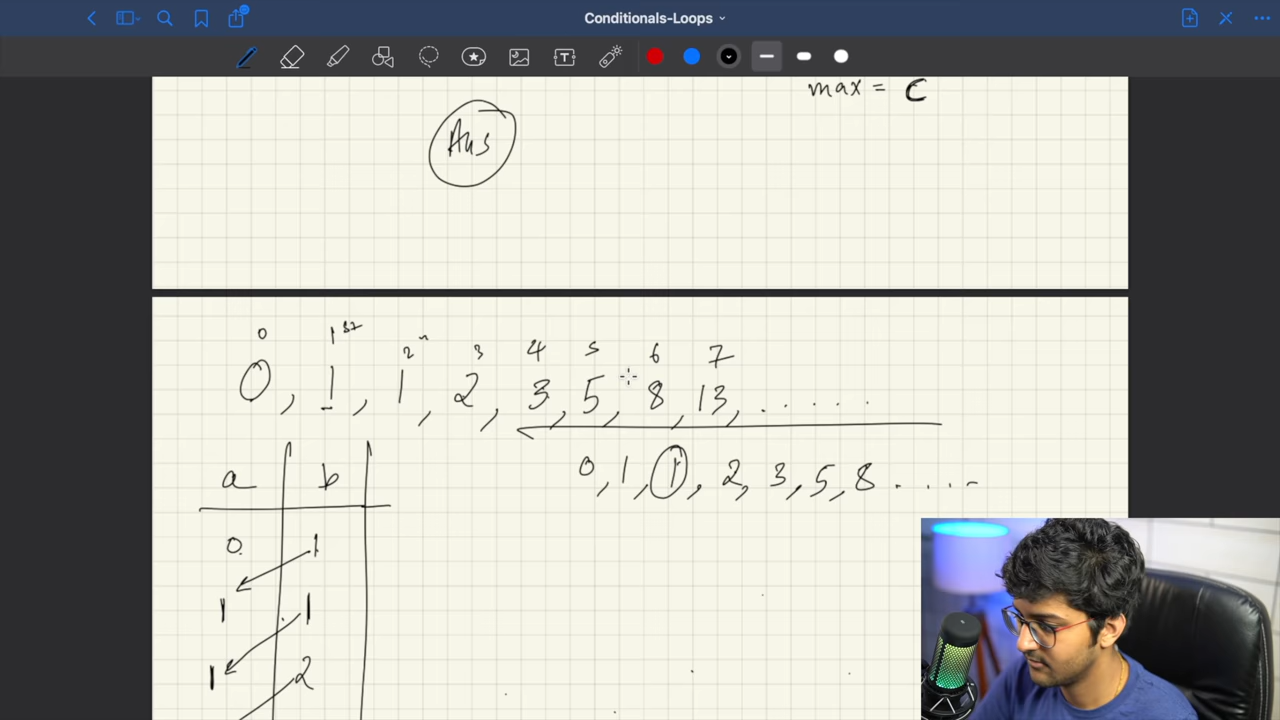 Conditionals-Loops
T
max = C
Ans
0 1st 2n 3 4 5 6 7
0, 1, 1, 2, 3, 5, 8, 13, . . . . .
0, 1, 1, 2, 3, 5, 8 . . . . -
a b
0 1
1 1
1 2